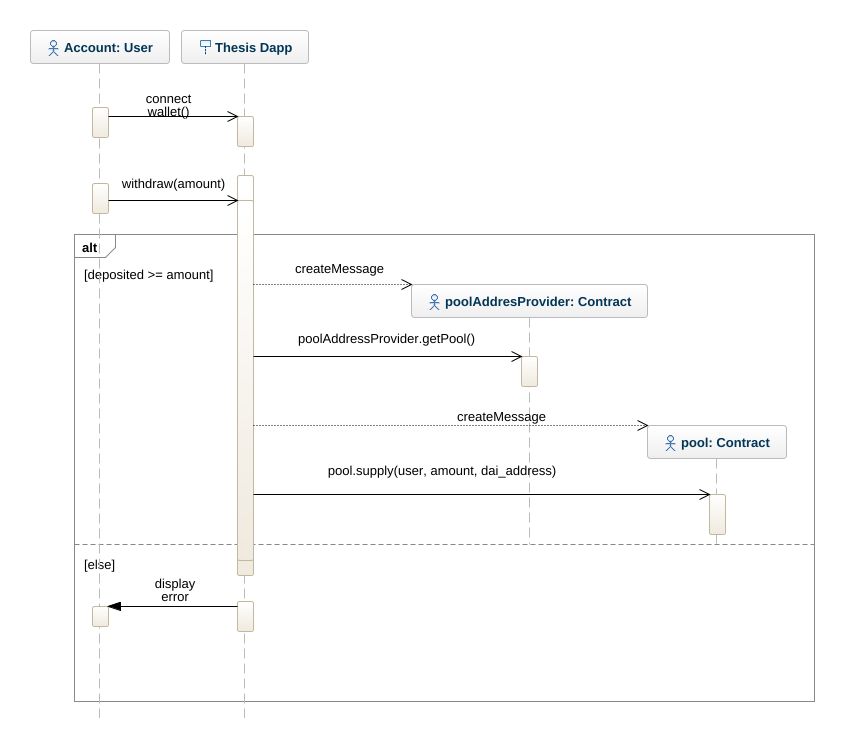 Account: User
Thesis Dapp
connect
wallet()
withdraw(amount)
alt
[deposited >= amount]
createMessage
poolAddresProvider: Contract
poolAddressProvider.getPool()
createMessage
pool: Contract
pool.supply(user, amount, dai_address)
[else]
display
error